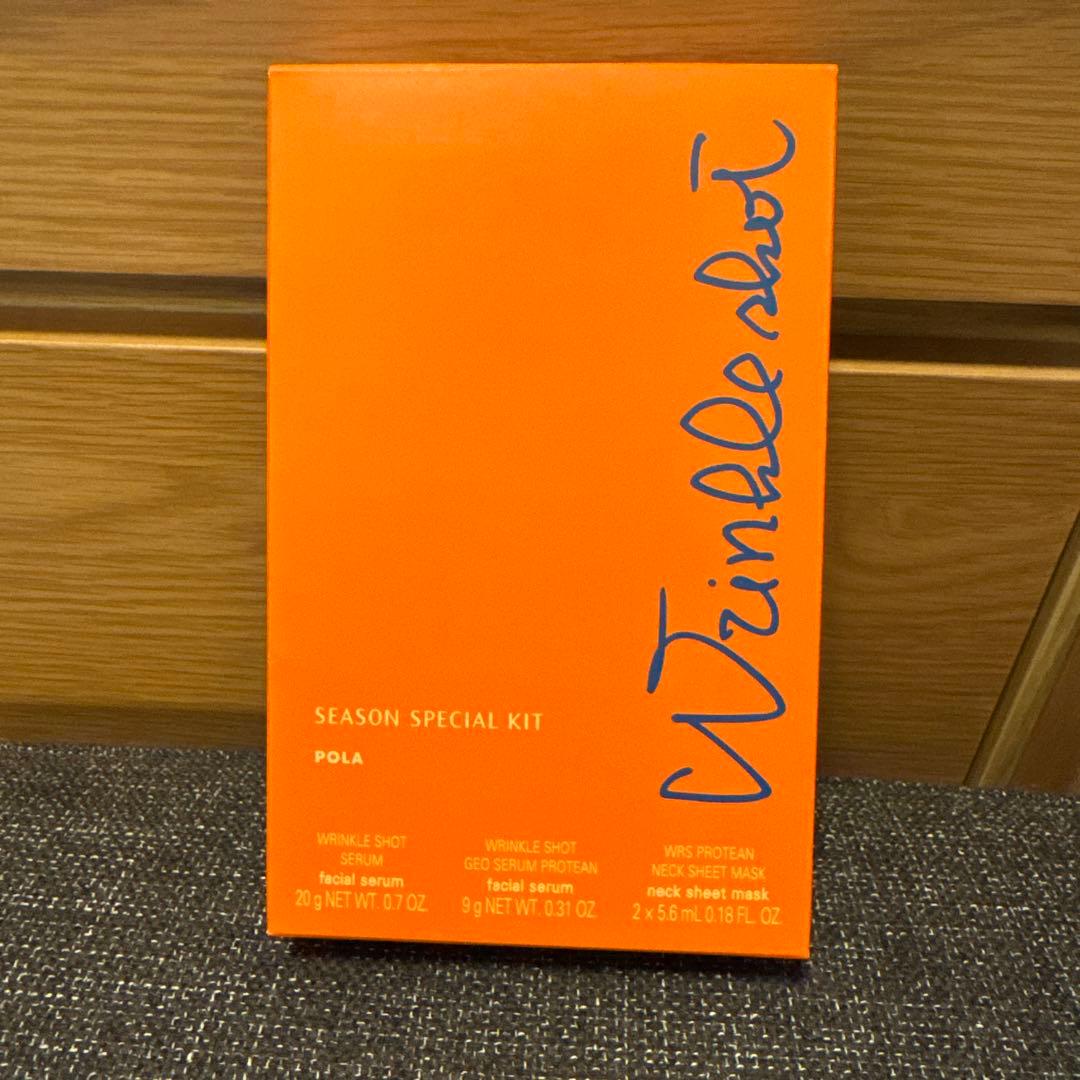 Wrinkle shot
SEASON SPECIAL KIT
POLA
WRINKLE SHOT
SERUM
facial serum
20 g NET WT. 0.7 OZ.
WRINKLE SHOT
GEO SERUM PROTEAN
facial serum
9 g NET WT. 0.31 OZ.
WRS PROTEAN
NECK SHEET MASK
neck sheet mask
2 x 5.6 mL 0.18 FL. OZ.